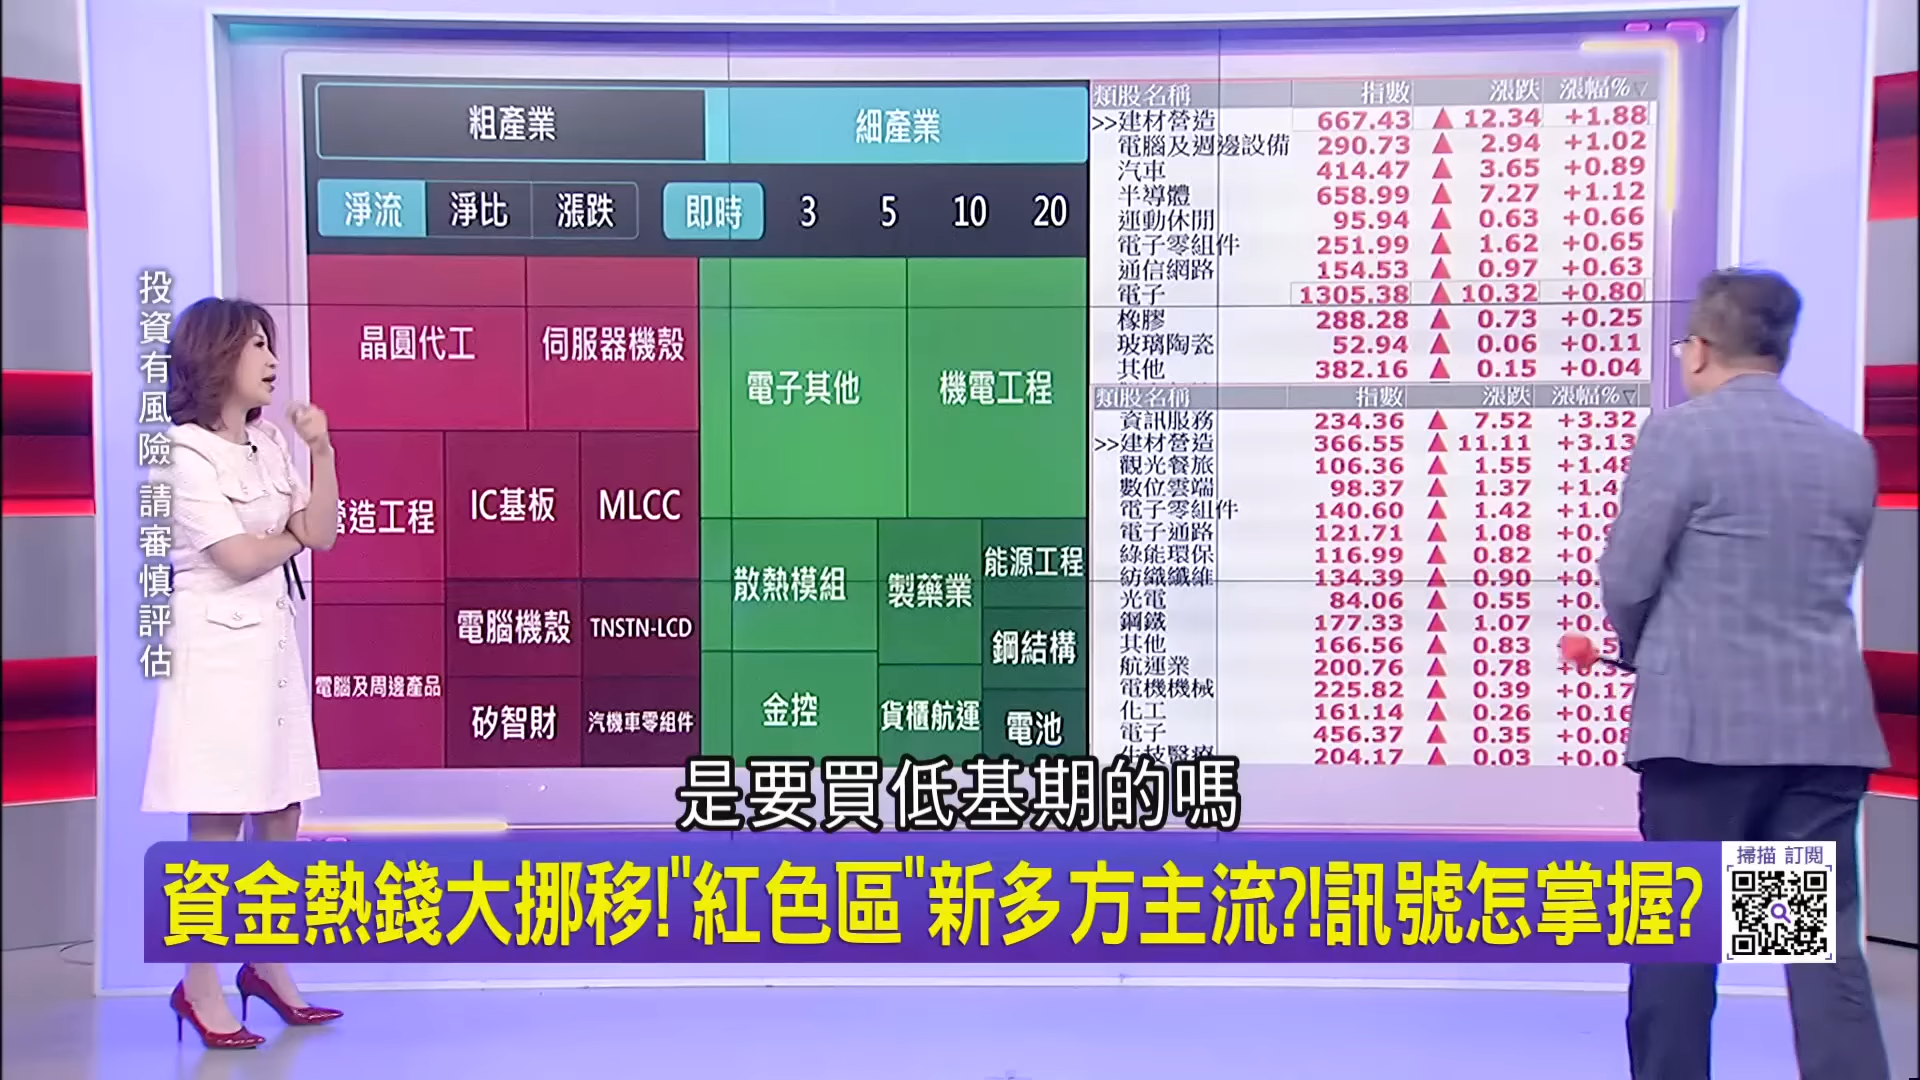 粗產業 細產業
淨流 淨比 漲跌 即時 3 5 10 20
晶圓代工 伺服器機殼 電子其他 機電工程
營造工程 IC基板 MLCC
散熱模組 製藥業 能源工程
電腦機殼 TNSTN-LCD 鋼結構
電腦及周邊產品 矽智財 汽機車零組件
金控 貨櫃航運 電池
類股名稱 指數 漲跌 漲幅%▽
>>建材營造 667.43 ▲ 12.34 +1.88
電腦及週邊設備 290.73 ▲ 2.94 +1.02
汽車 414.47 ▲ 3.65 +0.89
半導體 658.99 ▲ 7.27 +1.12
運動休閒 95.94 ▲ 0.63 +0.66
電子零組件 251.99 ▲ 1.62 +0.65
通信網路 154.53 ▲ 0.97 +0.63
電子 1305.38 ▲ 10.32 +0.80
橡膠 288.28 ▲ 0.73 +0.25
玻璃陶瓷 52.94 ▲ 0.06 +0.11
其他 382.16 ▲ 0.15 +0.04
類股名稱 指數 漲跌 漲幅%▽
資訊服務 234.36 ▲ 7.52 +3.32
>>建材營造 366.55 ▲ 11.11 +3.13
觀光餐旅 106.36 ▲ 1.55 +1.48
數位雲端 98.37 ▲ 1.37 +1.4
電子零組件 140.60 ▲ 1.42 +1.0
電子通路 121.71 ▲ 1.08 +0.9
綠能環保 116.99 ▲ 0.82 +0.
紡織纖維 134.39 ▲ 0.90 +0.
光電 84.06 ▲ 0.55 +0.
鋼鐵 177.33 ▲ 1.07 +0.6
其他 166.56 ▲ 0.83
航運業 200.76 ▲ 0.78
電機機械 225.82 ▲ 0.39 +0.17
化工 161.14 ▲ 0.26 +0.16
電子 456.37 ▲ 0.35 +0.08
生技醫療 204.17 ▲ 0.03 +0.0
投資有風險 請審慎評估
是要買低基期的嗎
資金熱錢大挪移!"紅色區"新多方主流?!訊號怎掌握?
掃描 訂閱